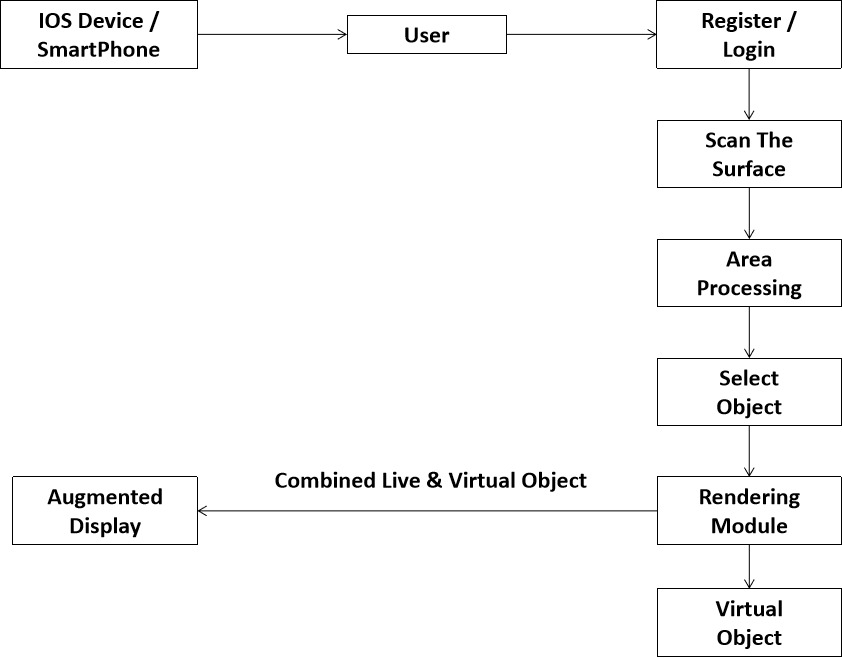 IOS Device /
SmartPhone
User
Register /
Login
Scan The
Surface
Area
Processing
Select
Object
Combined Live & Virtual Object
Augmented
Display
Rendering
Module
Virtual
Object